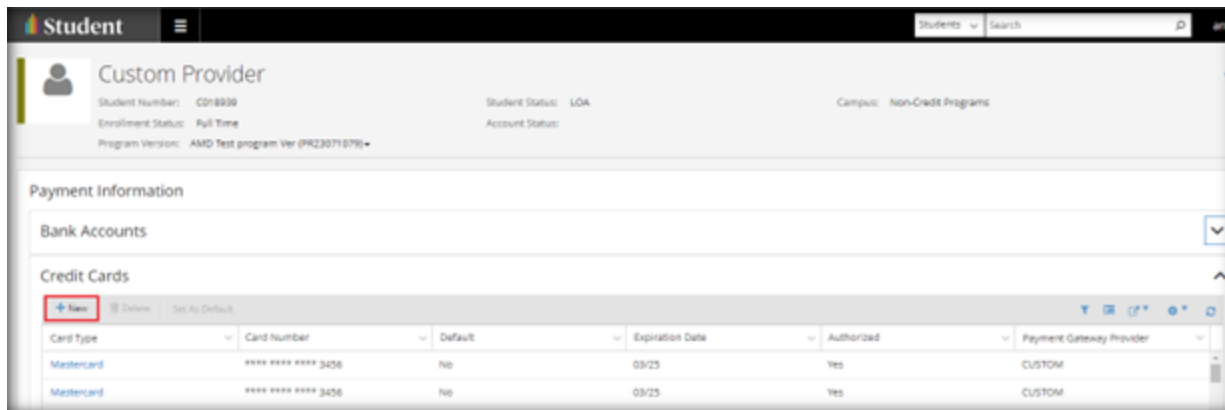 Student
Students
Search
Custom Provider
Student Number: C018939
Student Status: LOA
Campus: Non-Credit Programs
Enrollment Status: Full Time
Account Status:
Program Version: AMD Test program Ver (PR23071079)
Payment Information
Bank Accounts
Credit Cards
+ New Delete Set As Default
Card Type Card Number Default Expiration Date Authorized Payment Gateway Provider
Mastercard **** **** **** 3456 No 03/25 Yes CUSTOM
Mastercard **** **** **** 3456 No 03/25 Yes CUSTOM